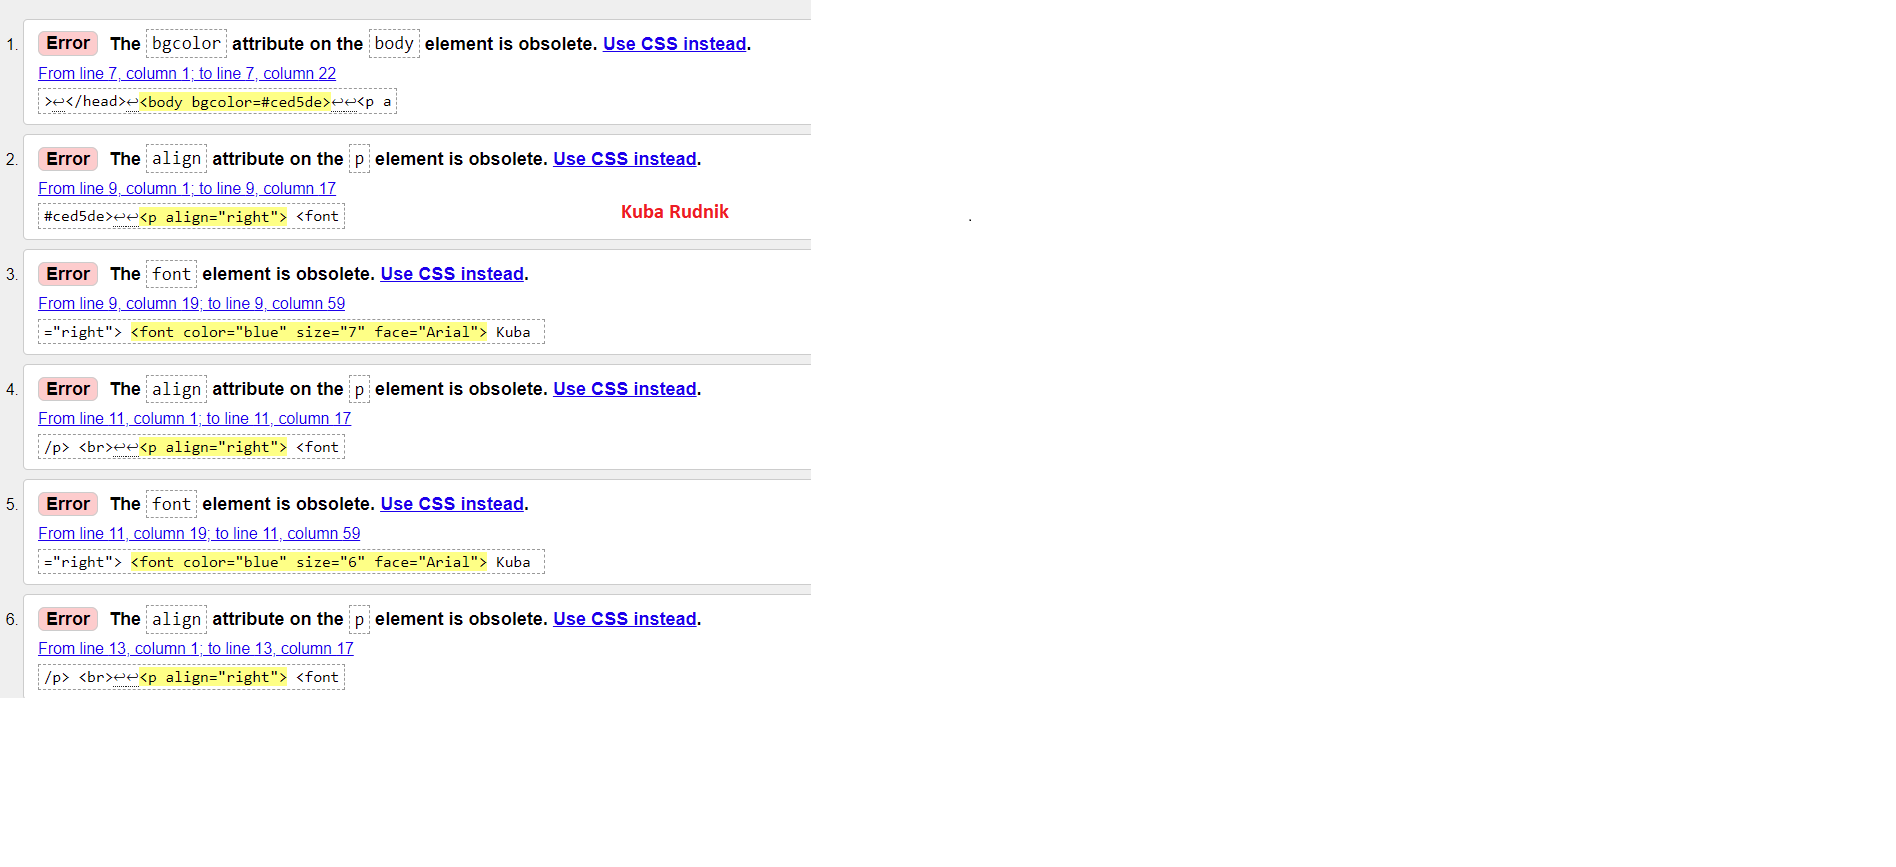 1. Error The bgcolor attribute on the body element is obsolete. Use CSS instead.
From line 7, column 1; to line 7, column 22
>↩</head>↩<body bgcolor=#ced5de>↩↩<p a
2. Error The align attribute on the p element is obsolete. Use CSS instead.
From line 9, column 1; to line 9, column 17
#ced5de>↩↩<p align="right"> <font
Kuba Rudnik
.
3. Error The font element is obsolete. Use CSS instead.
From line 9, column 19; to line 9, column 59
="right"> <font color="blue" size="7" face="Arial"> Kuba
4. Error The align attribute on the p element is obsolete. Use CSS instead.
From line 11, column 1; to line 11, column 17
/p> <br>↩↩<p align="right"> <font
5. Error The font element is obsolete. Use CSS instead.
From line 11, column 19; to line 11, column 59
="right"> <font color="blue" size="6" face="Arial"> Kuba
6. Error The align attribute on the p element is obsolete. Use CSS instead.
From line 13, column 1; to line 13, column 17
/p> <br>↩↩<p align="right"> <font